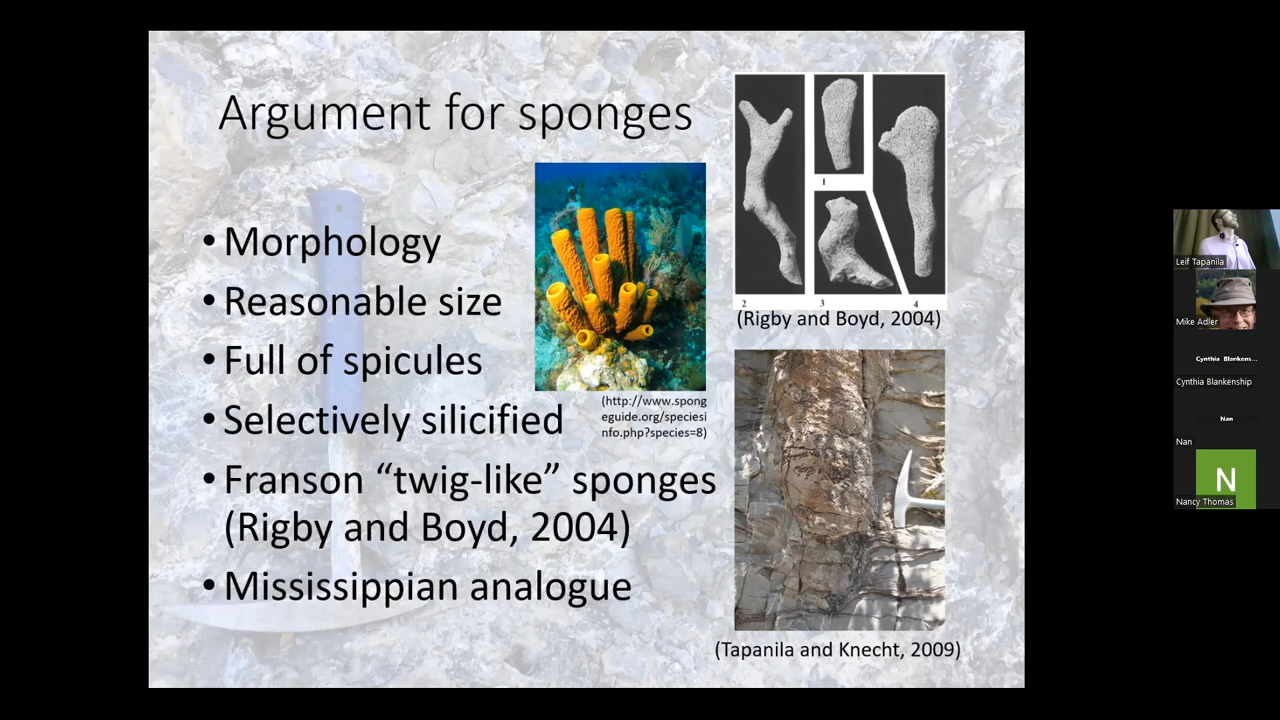 Argument for sponges
• Morphology
• Reasonable size
• Full of spicules
• Selectively silicified
• Franson “twig-like” sponges
(Rigby and Boyd, 2004)
• Mississippian analogue
(http://www.spong
eguide.org/speciesi
nfo.php?species=8)
1
2
3
4
(Rigby and Boyd, 2004)
(Tapanila and Knecht, 2009)
Leif Tapanila
Mike Adler
Cynthia Blankens...
Cynthia Blankenship
Nan
Nan
N
Nancy Thomas